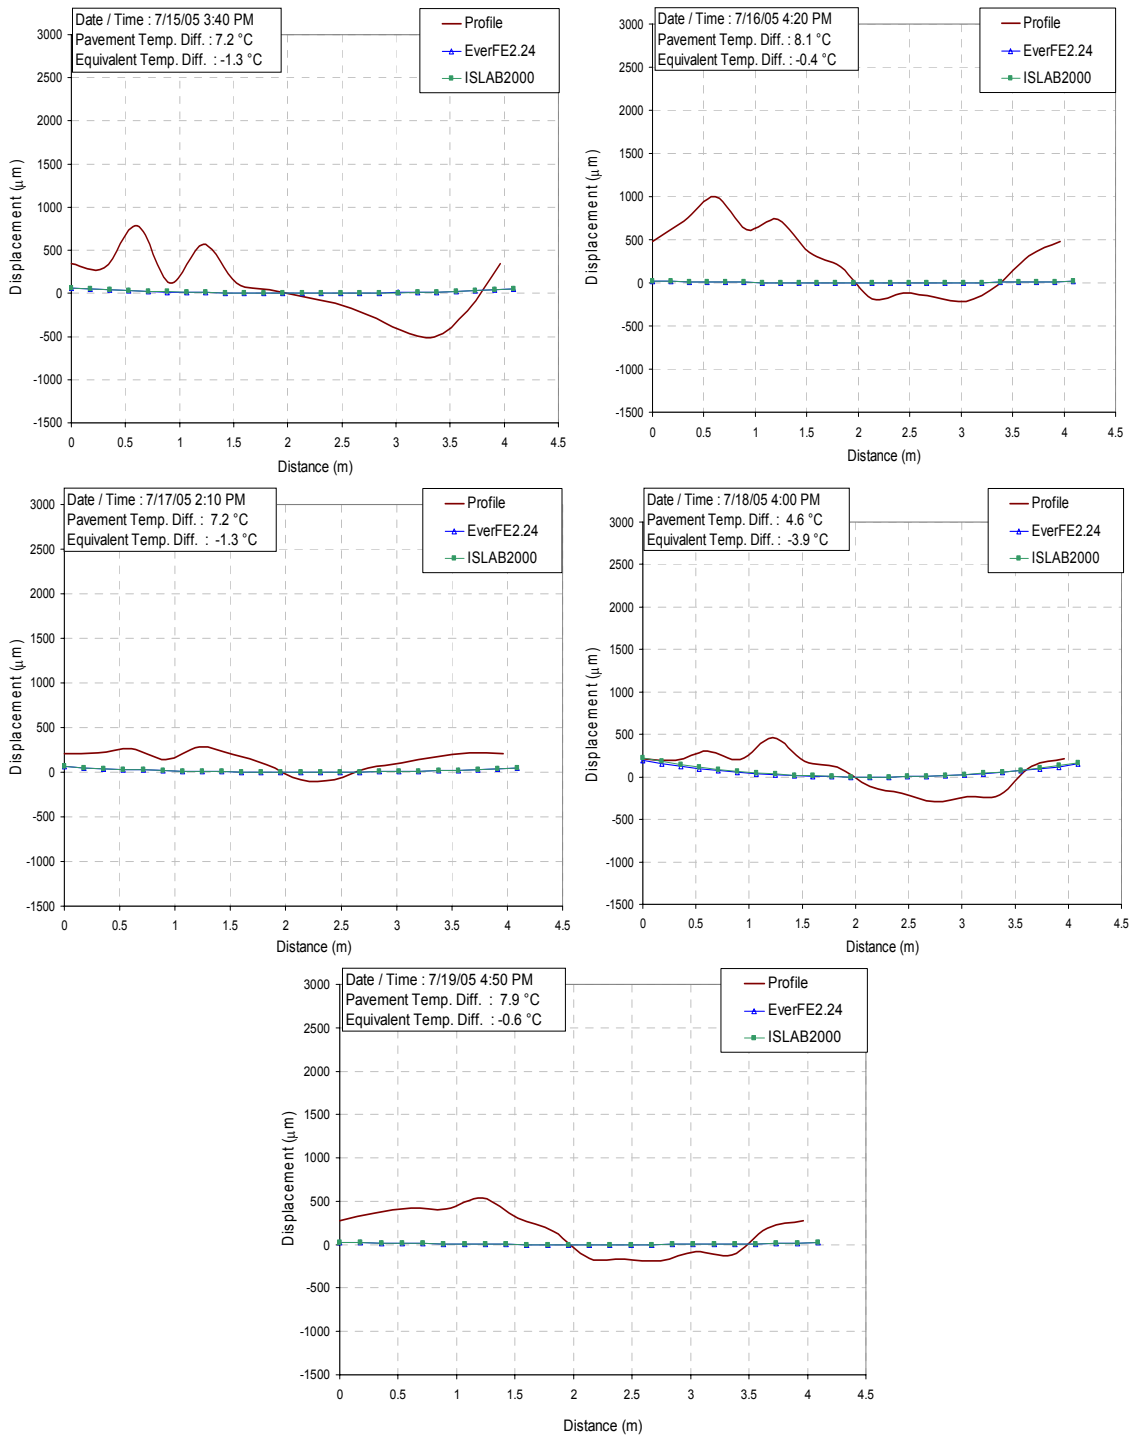 Date / Time : 7/15/05 3:40 PM
Pavement Temp. Diff. : 7.2 °C
Equivalent Temp. Diff. : -1.3 °C
Profile
EverFE2.24
ISLAB2000
3000
2500
2000
1500
1000
500
0
-500
-1000
-1500
Displacement (μm)
0 0.5 1 1.5 2 2.5 3 3.5 4 4.5
Distance (m)
Date / Time : 7/16/05 4:20 PM
Pavement Temp. Diff. : 8.1 °C
Equivalent Temp. Diff. : -0.4 °C
Profile
EverFE2.24
ISLAB2000
3000
2500
2000
1500
1000
500
0
-500
-1000
-1500
Displacement (μm)
0 0.5 1 1.5 2 2.5 3 3.5 4 4.5
Distance (m)
Date / Time : 7/17/05 2:10 PM
Pavement Temp. Diff. : 7.2 °C
Equivalent Temp. Diff. : -1.3 °C
Profile
EverFE2.24
ISLAB2000
3000
2500
2000
1500
1000
500
0
-500
-1000
-1500
Displacement (μm)
0 0.5 1 1.5 2 2.5 3 3.5 4 4.5
Distance (m)
Date / Time : 7/18/05 4:00 PM
Pavement Temp. Diff. : 4.6 °C
Equivalent Temp. Diff. : -3.9 °C
Profile
EverFE2.24
ISLAB2000
3000
2500
2000
1500
1000
500
0
-500
-1000
-1500
Displacement (μm)
0 0.5 1 1.5 2 2.5 3 3.5 4 4.5
Distance (m)
Date / Time : 7/19/05 4:50 PM
Pavement Temp. Diff. : 7.9 °C
Equivalent Temp. Diff. : -0.6 °C
Profile
EverFE2.24
ISLAB2000
3000
2500
2000
1500
1000
500
0
-500
-1000
-1500
Displacement (μm)
0 0.5 1 1.5 2 2.5 3 3.5 4 4.5
Distance (m)